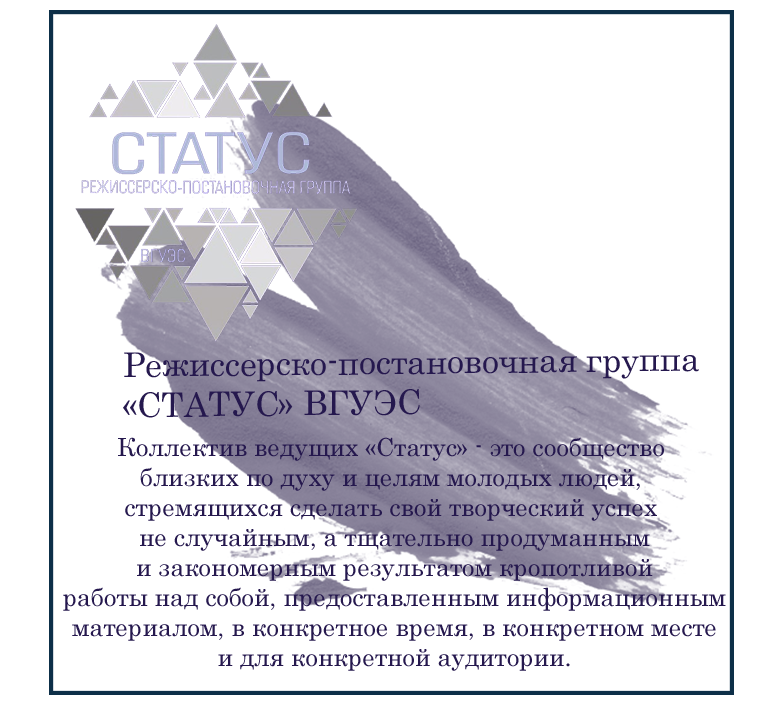 СТАТУС
РЕЖИССЕРСКО-ПОСТАНОВОЧНАЯ ГРУППА
ВГУЭС
Режиссерско-постановочная группа
«СТАТУС» ВГУЭС
Коллектив ведущих «Статус» - это сообщество
близких по духу и целям молодых людей,
стремящихся сделать свой творческий успех
не случайным, а тщательно продуманным
и закономерным результатом кропотливой
работы над собой, предоставленным информационным
материалом, в конкретное время, в конкретном месте
и для конкретной аудитории.